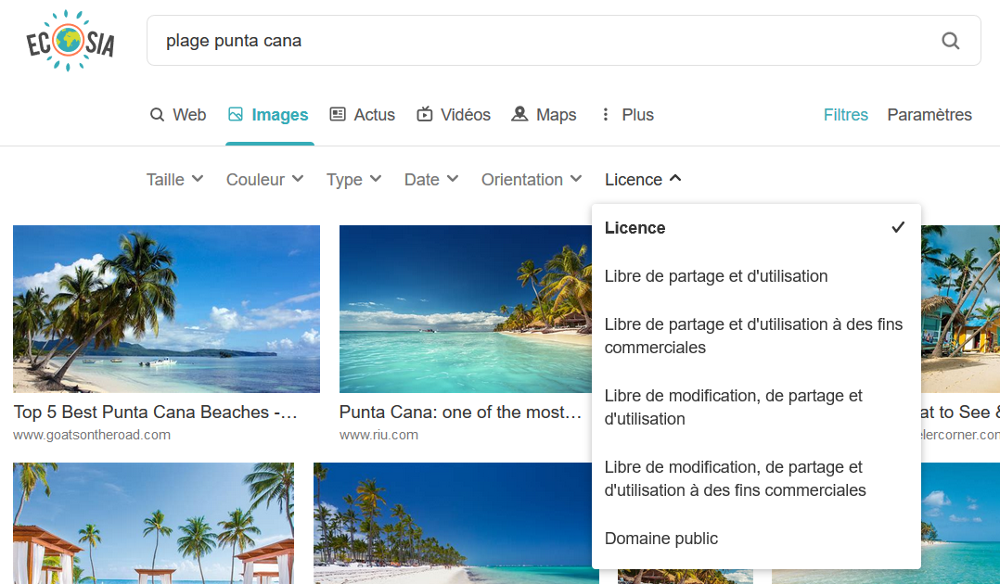 ECOSIA
plage punta cana
Web Images Actus Vidéos Maps Plus Filtres Paramètres
Taille Couleur Type Date Orientation Licence
Licence
Libre de partage et d'utilisation
Libre de partage et d'utilisation à des fins
commerciales
Libre de modification, de partage et
d'utilisation
Libre de modification, de partage et
d'utilisation à des fins commerciales
Domaine public
Top 5 Best Punta Cana Beaches -...
www.goatsontheroad.com
Punta Cana: one of the most...
www.riu.com
at to See &
elercorner.com